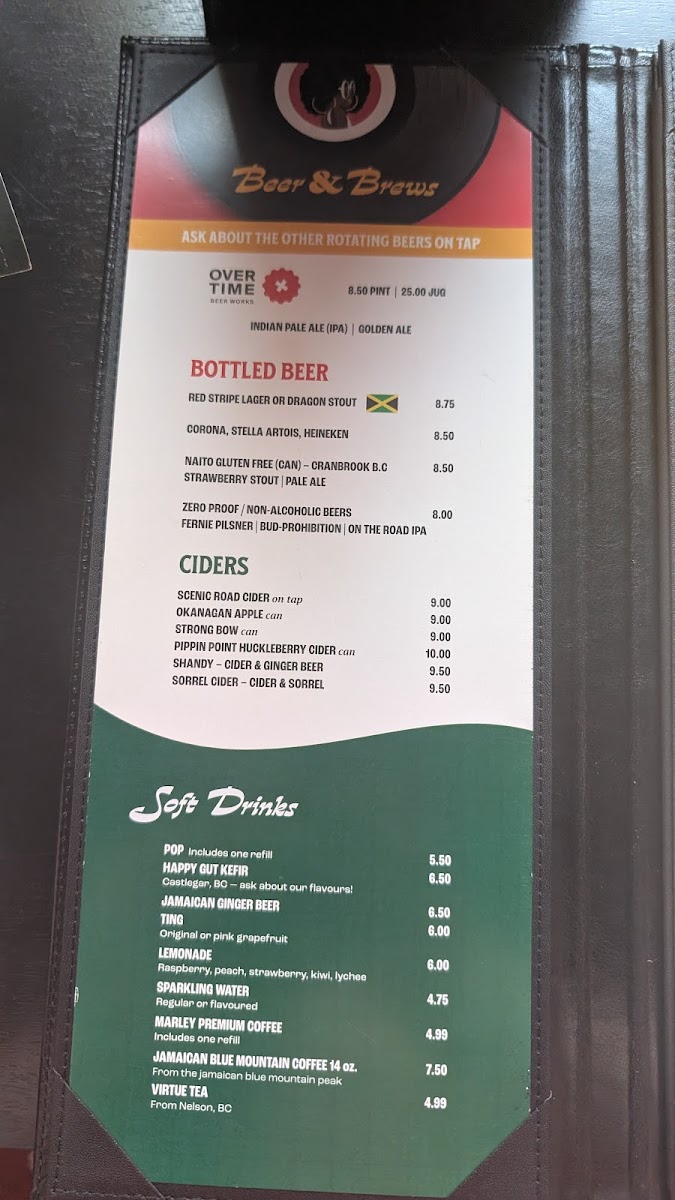 Beer & Brews
ASK ABOUT THE OTHER ROTATING BEERS ON TAP
OVER
TIME
BEER WORKS
8.50 PINT | 25.00 JUG
INDIAN PALE ALE (IPA) | GOLDEN ALE
BOTTLED BEER
RED STRIPE LAGER OR DRAGON STOUT 8.75
CORONA, STELLA ARTOIS, HEINEKEN 8.50
NAITO GLUTEN FREE (CAN) – CRANBROOK B.C 8.50
STRAWBERRY STOUT | PALE ALE
ZERO PROOF / NON-ALCOHOLIC BEERS 8.00
FERNIE PILSNER | BUD-PROHIBITION | ON THE ROAD IPA
CIDERS
SCENIC ROAD CIDER on tap 9.00
OKANAGAN APPLE can 9.00
STRONG BOW can 9.00
PIPPIN POINT HUCKLEBERRY CIDER can 10.00
SHANDY – CIDER & GINGER BEER 9.50
SORREL CIDER – CIDER & SORREL 9.50
Soft Drinks
POP Includes one refill 5.50
HAPPY GUT KEFIR 6.50
Castlegar, BC — ask about our flavours!
JAMAICAN GINGER BEER 6.50
TING 6.00
Original or pink grapefruit
LEMONADE 6.00
Raspberry, peach, strawberry, kiwi, lychee
SPARKLING WATER 4.75
Regular or flavoured
MARLEY PREMIUM COFFEE 4.99
Includes one refill
JAMAICAN BLUE MOUNTAIN COFFEE 14 oz. 7.50
From the jamaican blue mountain peak
VIRTUE TEA 4.99
From Nelson, BC